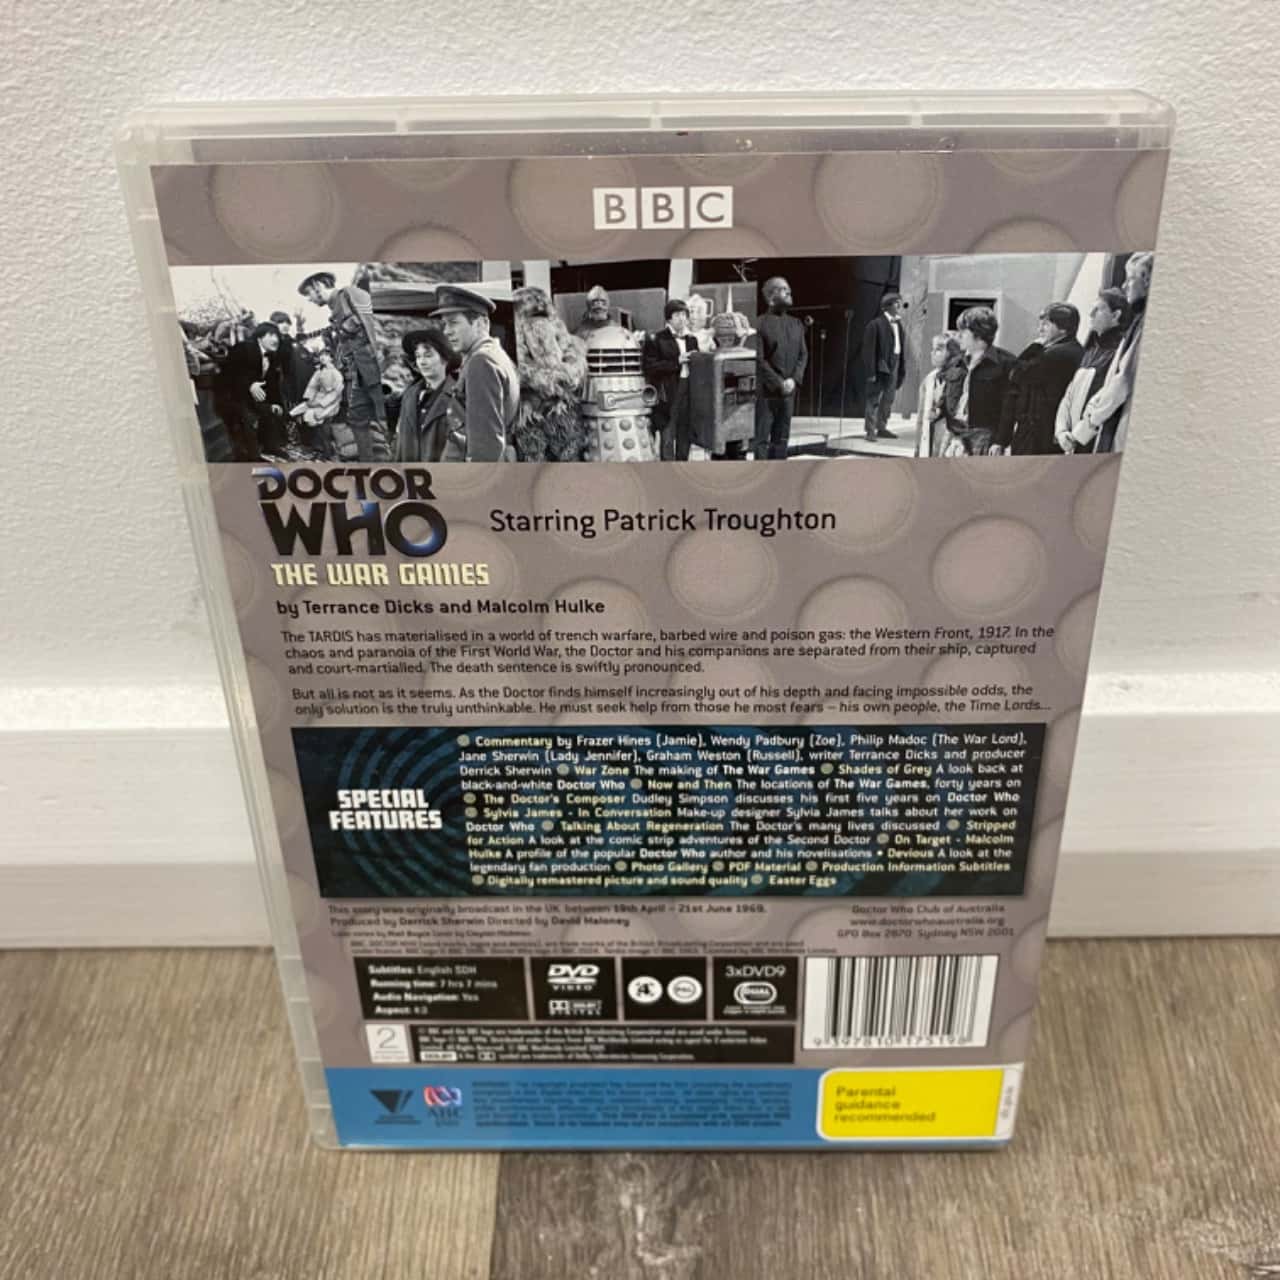 BBC
DOCTOR
WHO
Starring Patrick Troughton
THE WAR GAMES
by Terrance Dicks and Malcolm Hulke
The TARDIS has materialised in a world of trench warfare, barbed wire and poison gas: the Western Front, 1917. In the
chaos and paranoia of the First World War, the Doctor and his companions are separated from their ship, captured
and court-martialled. The death sentence is swiftly pronounced.
But all is not as it seems. As the Doctor finds himself increasingly out of his depth and facing impossible odds, the
only solution is the truly unthinkable. He must seek help from those he most fears – his own people, the Time Lords...
SPECIAL
FEATURES
Commentary by Frazer Hines (Jamie), Wendy Padbury (Zoe), Philip Madoc (The War Lord),
Jane Sherwin (Lady Jennifer), Graham Weston (Russell), writer Terrance Dicks and producer
Derrick Sherwin War Zone The making of The War Games Shades of Grey A look back at
black-and-white Doctor Who Now and Then The locations of The War Games, forty years on
The Doctor's Composer Dudley Simpson discusses his first five years on Doctor Who
Sylvia James - In Conversation Make-up designer Sylvia James talks about her work on
Doctor Who Talking About Regeneration The Doctor's many lives discussed Stripped
for Action A look at the comic strip adventures of the Second Doctor On Target - Malcolm
Hulke A profile of the popular Doctor Who author and his novelisations • Devious A look at the
legendary fan production Photo Gallery PDF Material Production Information Subtitles
Digitally remastered picture and sound quality Easter Eggs
This story was originally broadcast in the UK between 19th April – 21st June 1969.
Produced by Derrick Sherwin Directed by David Maloney
Doctor Who Club of Australia
www.doctorwhoaustralia.org
GPO Box 2870 Sydney NSW 2001
Subtitles: English SDH
Running time: 7 hrs 7 mins
Audio Navigation: Yes
Aspect: 4:3
DVD
VIDEO
4
PAL
3xDVD9
DUAL
2
9 397810 175198
ABC
Parental
guidance
recommended